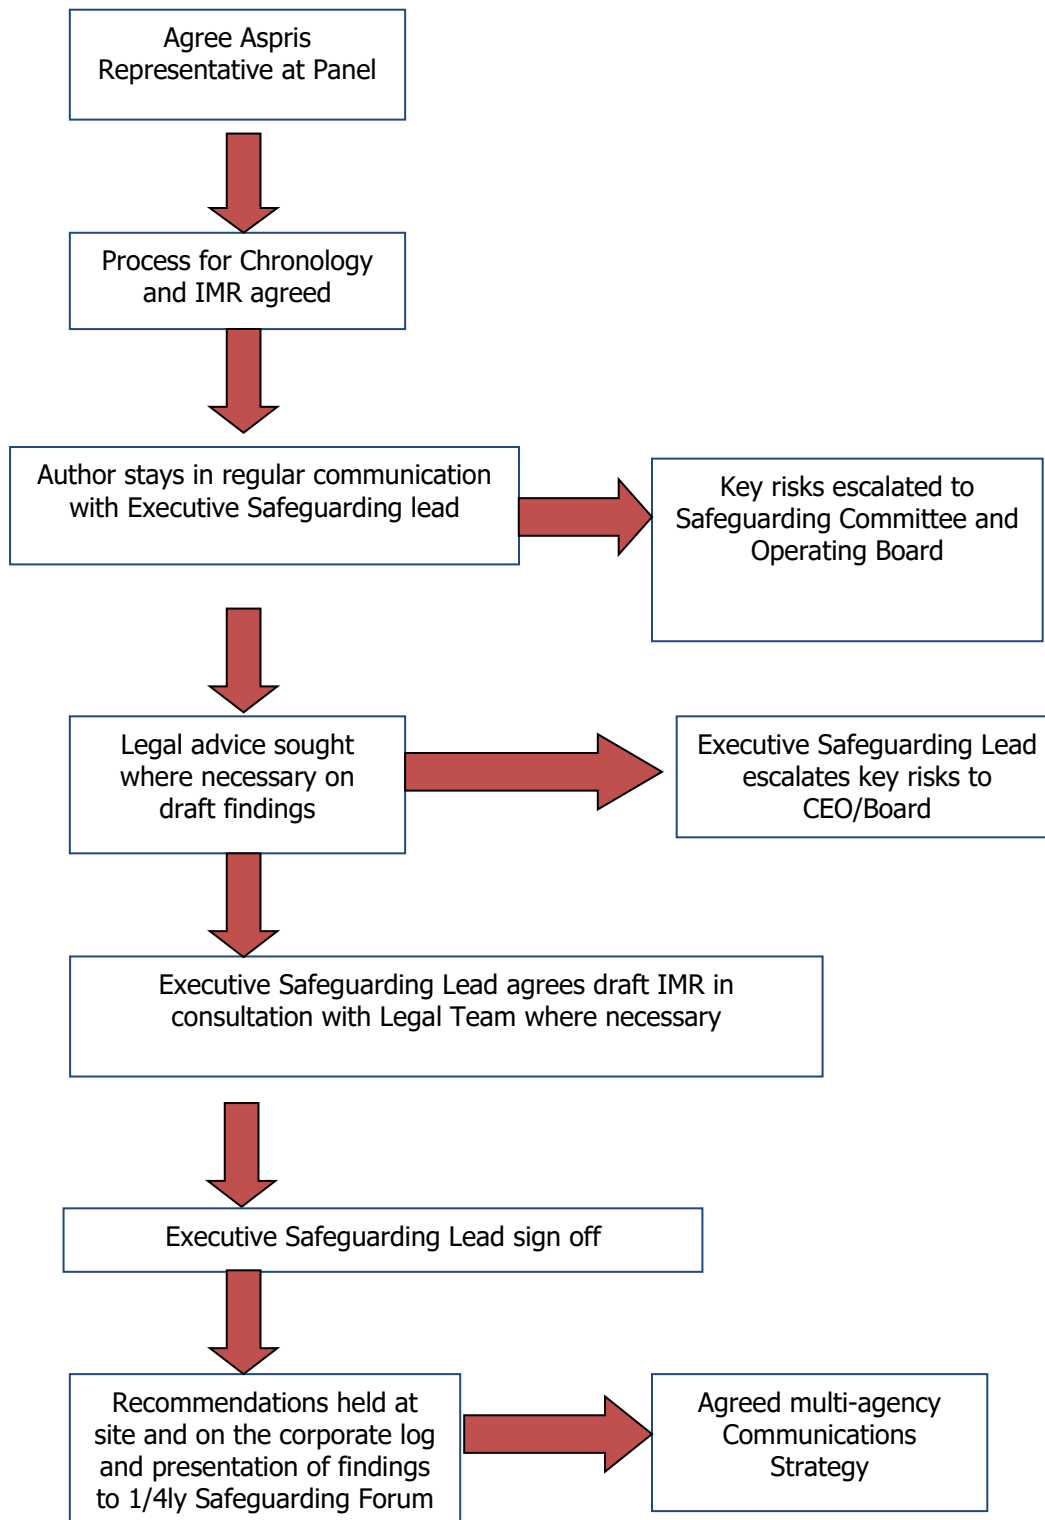 Agree Aspris
Representative at Panel
Process for Chronology
and IMR agreed
Author stays in regular communication
with Executive Safeguarding lead
Key risks escalated to
Safeguarding Committee and
Operating Board
Legal advice sought
where necessary on
draft findings
Executive Safeguarding Lead
escalates key risks to
CEO/Board
Executive Safeguarding Lead agrees draft IMR in
consultation with Legal Team where necessary
Executive Safeguarding Lead sign off
Recommendations held at
site and on the corporate log
and presentation of findings
to 1/4ly Safeguarding Forum
Agreed multi-agency
Communications
Strategy